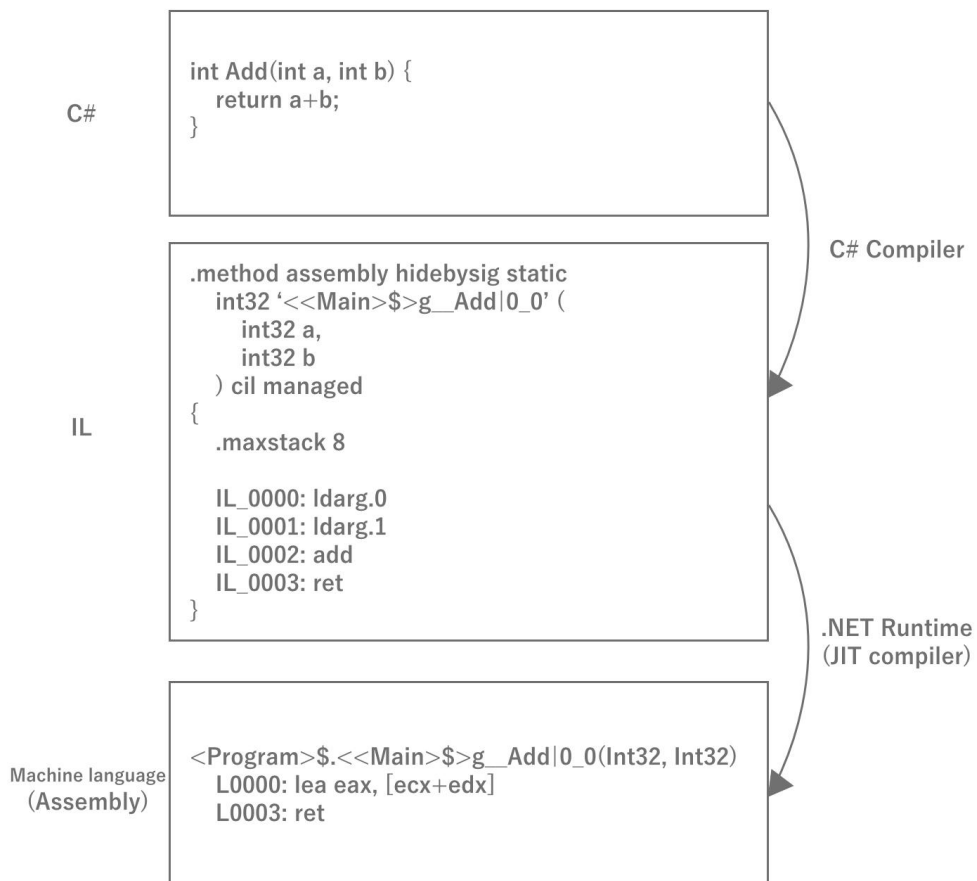 C#
int Add(int a, int b) {
return a+b;
}
C# Compiler
IL
.method assembly hidebysig static
int32 ‘<<Main>$>g__Add|0_0’ (
int32 a,
int32 b
) cil managed
{
.maxstack 8
IL_0000: ldarg.0
IL_0001: ldarg.1
IL_0002: add
IL_0003: ret
}
.NET Runtime
(JIT compiler)
Machine language
(Assembly)
<Program>$.<<Main>$>g__Add|0_0(Int32, Int32)
L0000: lea eax, [ecx+edx]
L0003: ret